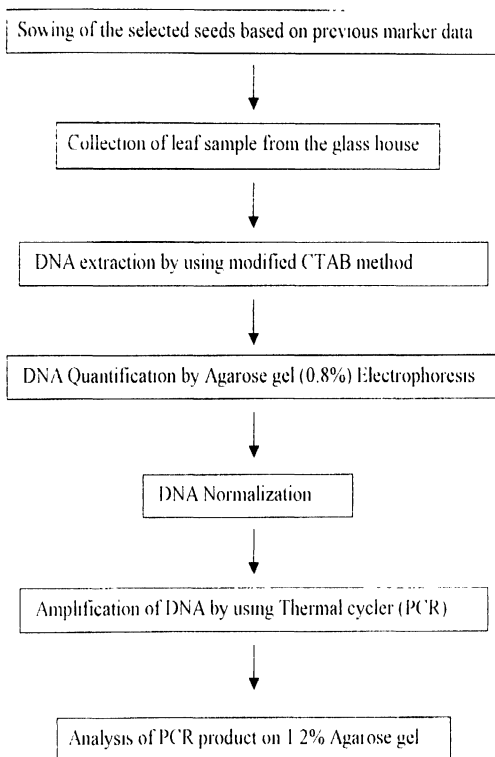 Sowing of the selected seeds based on previous marker data
Collection of leaf sample from the glass house
DNA extraction by using modified CTAB method
DNA Quantification by Agarose gel (0.8%) Electrophoresis
DNA Normalization
Amplification of DNA by using Thermal cycler (PCR)
Analysis of PCR product on 1 2% Agarose gel